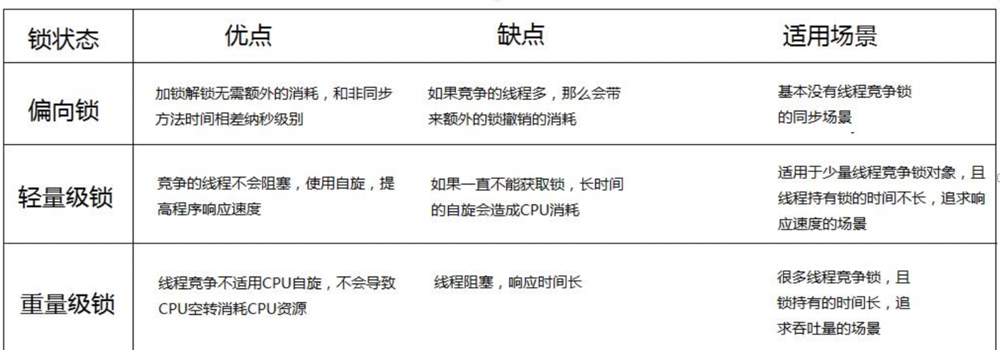 锁状态
优点
缺点
适用场景
偏向锁
加锁解锁无需额外的消耗，和非同步
方法时间相差纳秒级别
如果竞争的线程多，那么会带
来额外的锁撤销的消耗
基本没有线程竞争锁
的同步场景
轻量级锁
竞争的线程不会阻塞，使用自旋，提
高程序响应速度
如果一直不能获取锁，长时间
的自旋会造成CPU消耗
适用于少量线程竞争锁对象，且
线程持有锁的时间不长，追求响
应速度的场景
重量级锁
线程竞争不适用CPU自旋，不会导致
CPU空转消耗CPU资源
线程阻塞，响应时间长
很多线程竞争锁，且
锁持有的时间长，追
求吞吐量的场景